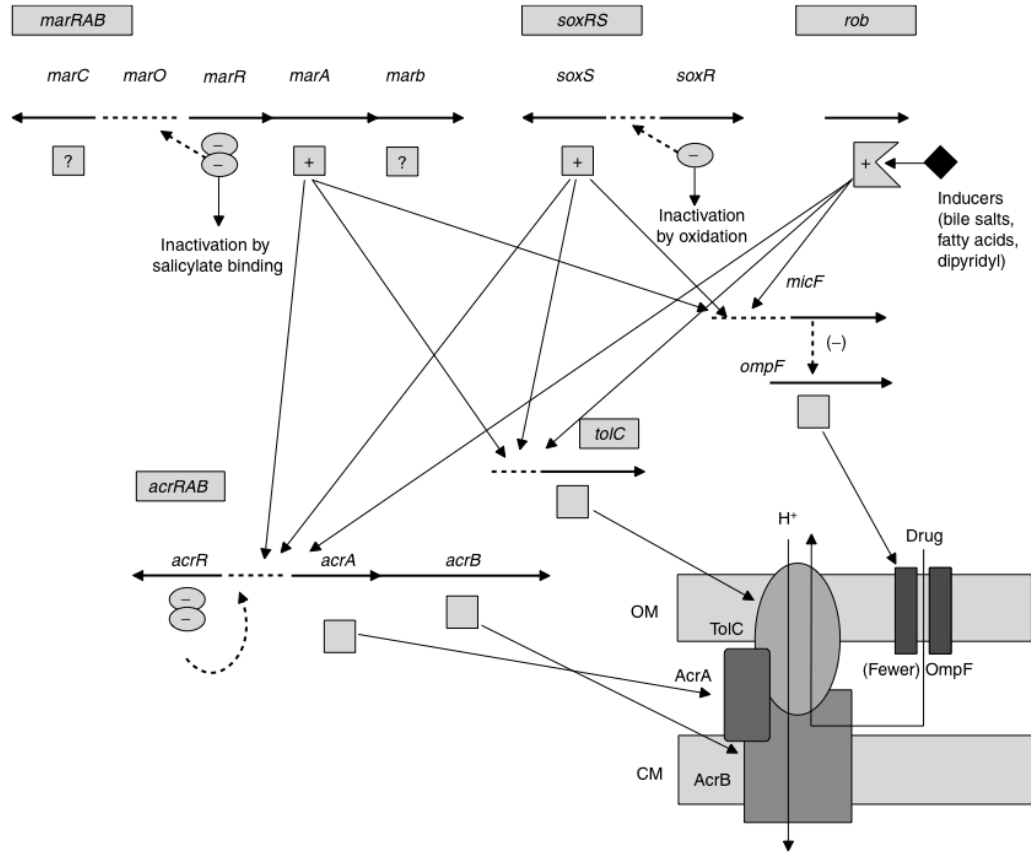 marRAB
soxRS
rob
marC marO marR marA marb
soxS soxR
?
–
–
+
?
+
–
+
Inactivation by
salicylate binding
Inactivation
by oxidation
Inducers
(bile salts,
fatty acids,
dipyridyl)
micF
(–)
ompF
tolC
acrRAB
acrR acrA acrB
–
–
H+
Drug
OM
TolC
(Fewer) OmpF
AcrA
CM
AcrB